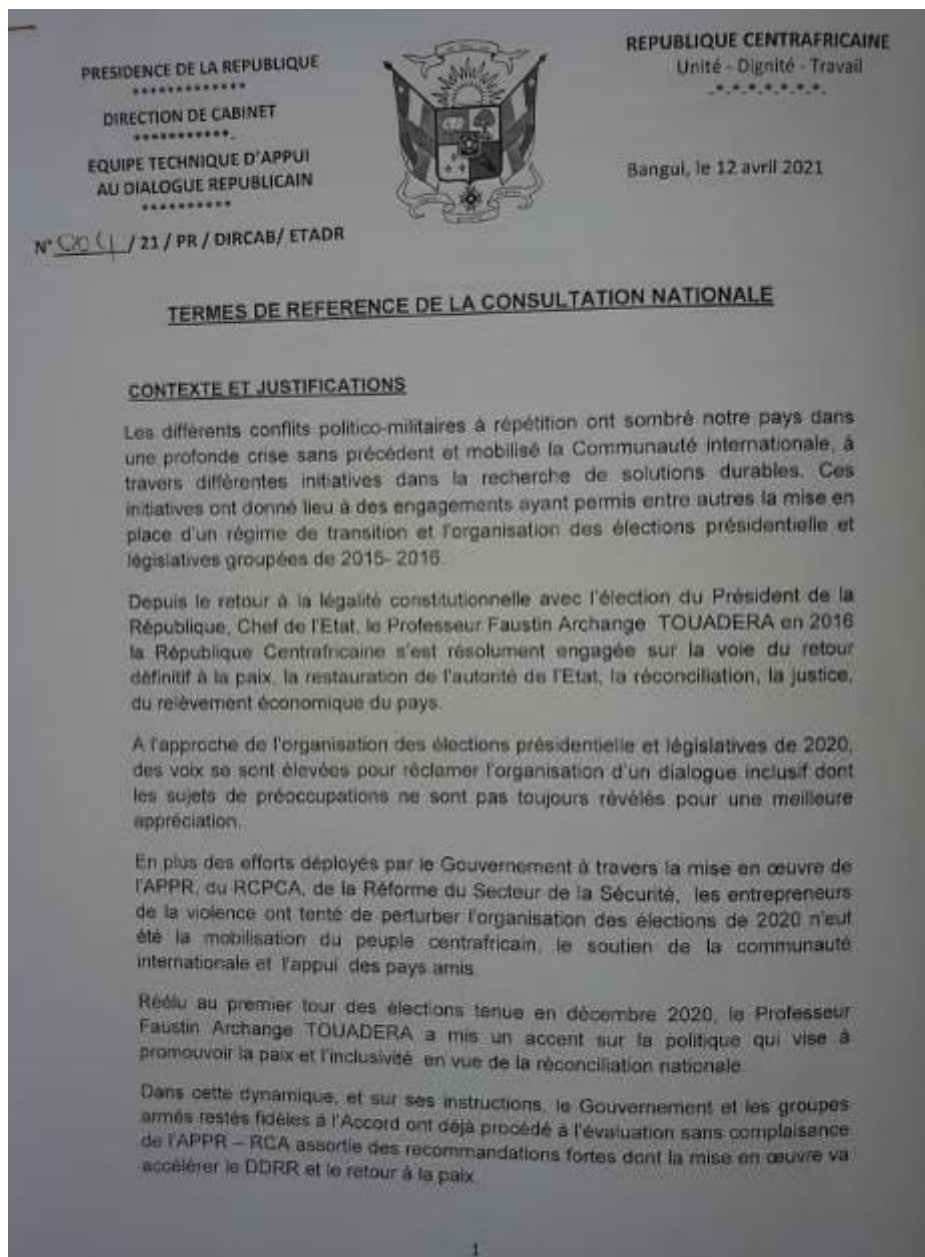 PRESIDENCE DE LA REPUBLIQUE
*************
DIRECTION DE CABINET
***********.
EQUIPE TECHNIQUE D'APPUI
AU DIALOGUE REPUBLICAIN
**********
N° 004 / 21 / PR / DIRCAB/ ETADR
REPUBLIQUE CENTRAFRICAINE
Unité - Dignité - Travail
.*.*.*.*.*.*.*.
Bangui, le 12 avril 2021
TERMES DE REFERENCE DE LA CONSULTATION NATIONALE
CONTEXTE ET JUSTIFICATIONS
Les différents conflits politico-militaires à répétition ont sombré notre pays dans
une profonde crise sans précédent et mobilisé la Communauté internationale, à
travers différentes initiatives dans la recherche de solutions durables. Ces
initiatives ont donné lieu à des engagements ayant permis entre autres la mise en
place d'un régime de transition et l'organisation des élections présidentielle et
législatives groupées de 2015- 2016.
Depuis le retour à la légalité constitutionnelle avec l'élection du Président de la
République, Chef de l'Etat, le Professeur Faustin Archange TOUADERA en 2016
la République Centrafricaine s'est résolument engagée sur la voie du retour
définitif à la paix, la restauration de l'autorité de l'Etat, la réconciliation, la justice,
du relèvement économique du pays.
A l'approche de l'organisation des élections présidentielle et législatives de 2020,
des voix se sont élevées pour réclamer l'organisation d'un dialogue inclusif dont
les sujets de préoccupations ne sont pas toujours révélés pour une meilleure
appréciation.
En plus des efforts déployés par le Gouvernement à travers la mise en œuvre de
l'APPR, du RCPCA, de la Réforme du Secteur de la Sécurité, les entrepreneurs
de la violence ont tenté de perturber l'organisation des élections de 2020 n'eut
été la mobilisation du peuple centrafricain, le soutien de la communauté
internationale et l'appui des pays amis.
Réélu au premier tour des élections tenue en décembre 2020, le Professeur
Faustin Archange TOUADERA a mis un accent sur la politique qui vise à
promouvoir la paix et l'inclusivité en vue de la réconciliation nationale.
Dans cette dynamique, et sur ses instructions, le Gouvernement et les groupes
armés restés fidèles à l'Accord ont déjà procédé à l'évaluation sans complaisance
de l'APPR – RCA assortie des recommandations fortes dont la mise en œuvre va
accélérer le DDRR et le retour à la paix.
1